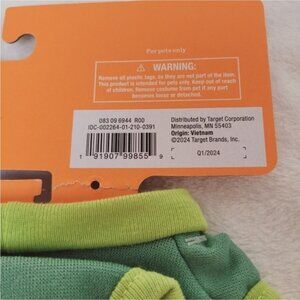 For pets only
⚠ WARNING:
Remove all plastic tags, as they are not part of the item.
This product is intended for pets only. Keep out of reach
of children. Remove costume from pet if any part
becomes loose or detached.
083 09 6944 R00
IDC-002264-01-210-0391
1 91907 99855 9
Distributed by Target Corporation
Minneapolis, MN 55403
Origin: Vietnam
©2024 Target Brands, Inc.
Q1/2024